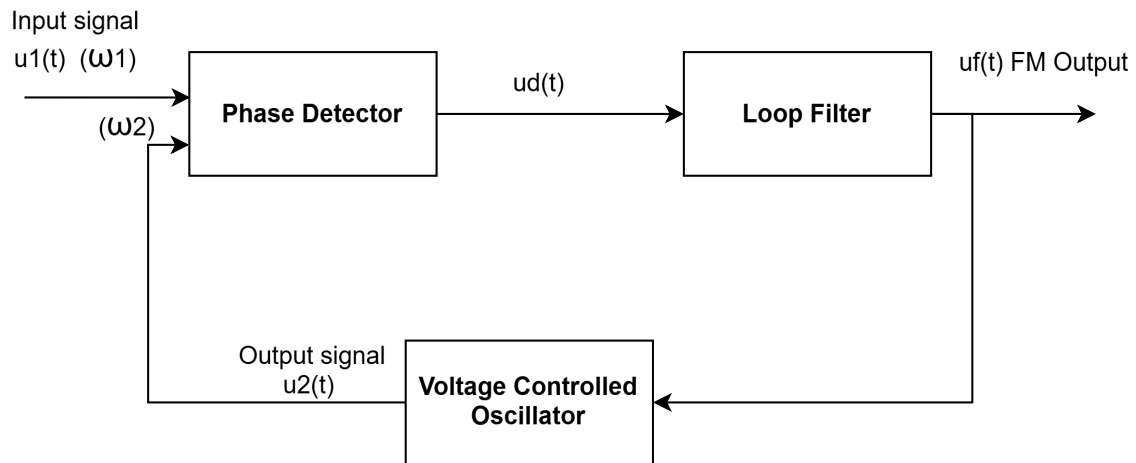 Input signal
u1(t) (ω1)
(ω2)
Phase Detector
ud(t)
Loop Filter
uf(t) FM Output
Output signal
u2(t)
Voltage Controlled
Oscillator